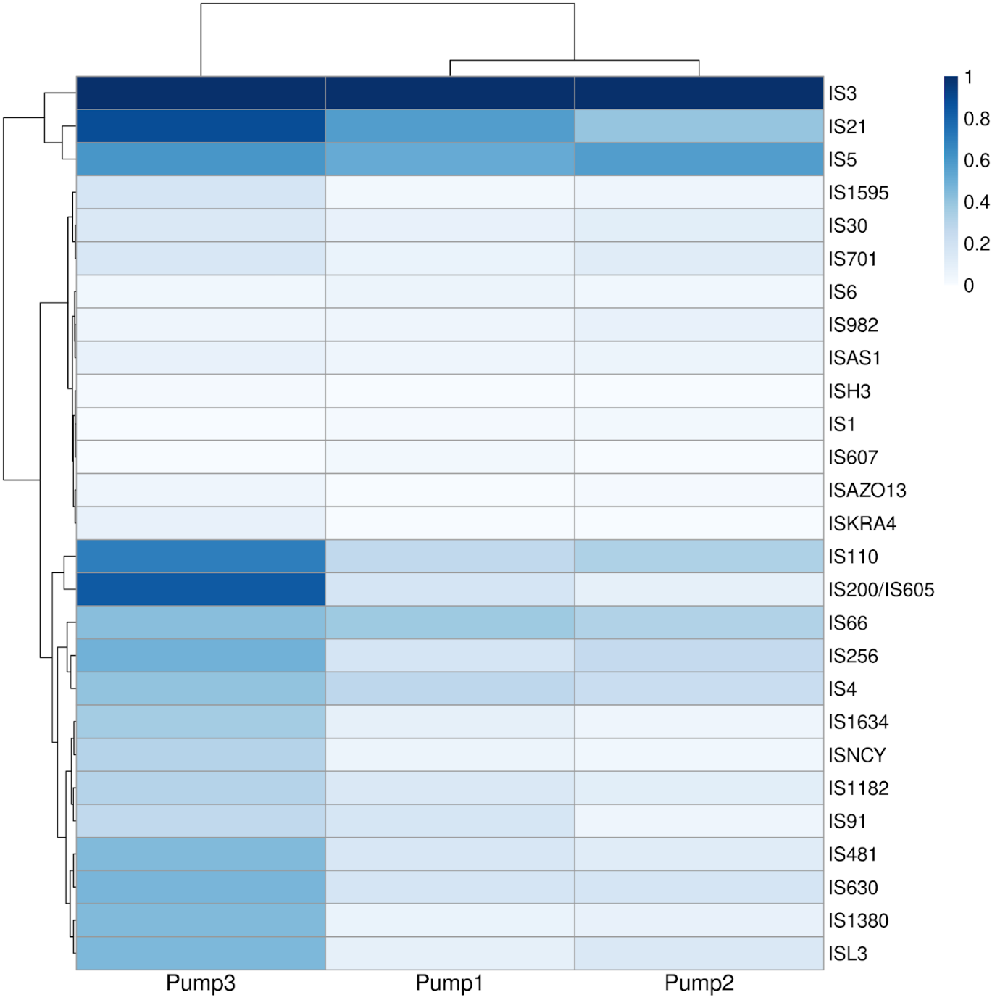 1
0.8
0.6
0.4
0.2
0
IS3
IS21
IS5
IS1595
IS30
IS701
IS6
IS982
ISAS1
ISH3
IS1
IS607
ISAZO13
ISKRA4
IS110
IS200/IS605
IS66
IS256
IS4
IS1634
ISNCY
IS1182
IS91
IS481
IS630
IS1380
ISL3
Pump3 Pump1 Pump2